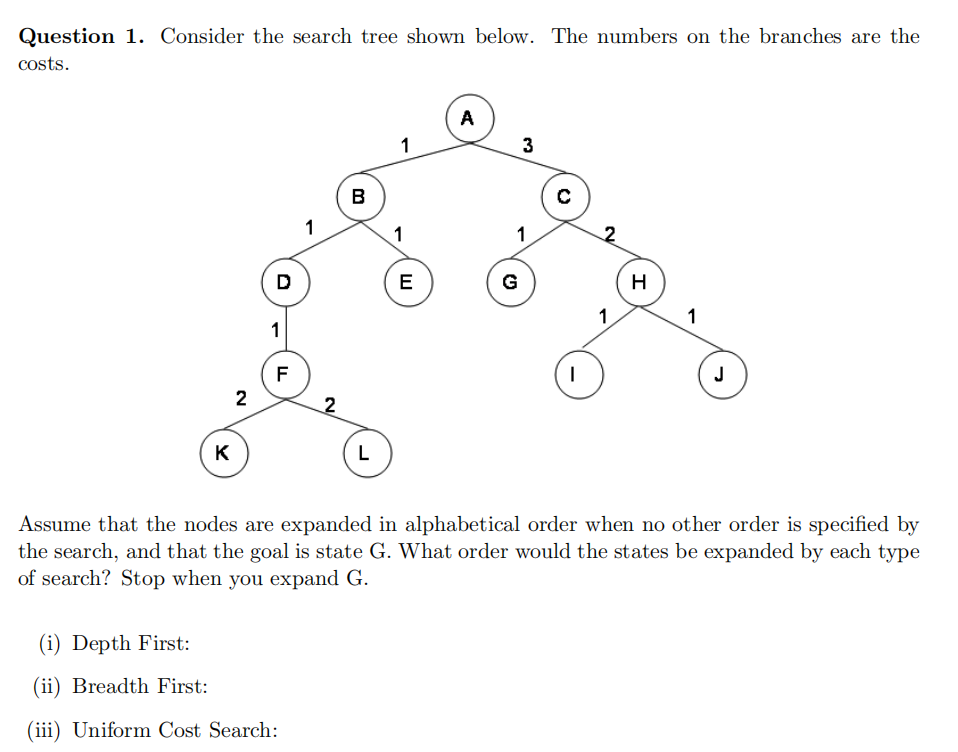 Question 1. Consider the search tree shown below. The numbers on the branches are the
costs.
A
1 3
B C
1 1 1 2
D E G H
1 1 1
F I J
2 2
K L
Assume that the nodes are expanded in alphabetical order when no other order is specified by
the search, and that the goal is state G. What order would the states be expanded by each type
of search? Stop when you expand G.
(i) Depth First:
(ii) Breadth First:
(iii) Uniform Cost Search: